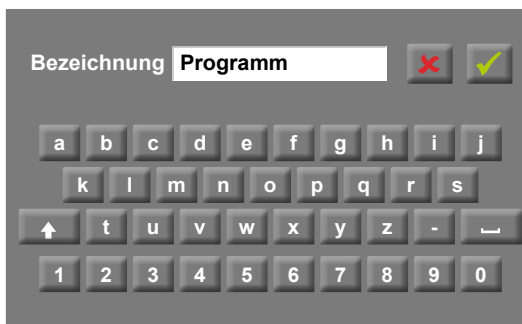 Bezeichnung Programm
a b c d e f g h i j
k l m n o p q r s
t u v w x y z -
1 2 3 4 5 6 7 8 9 0